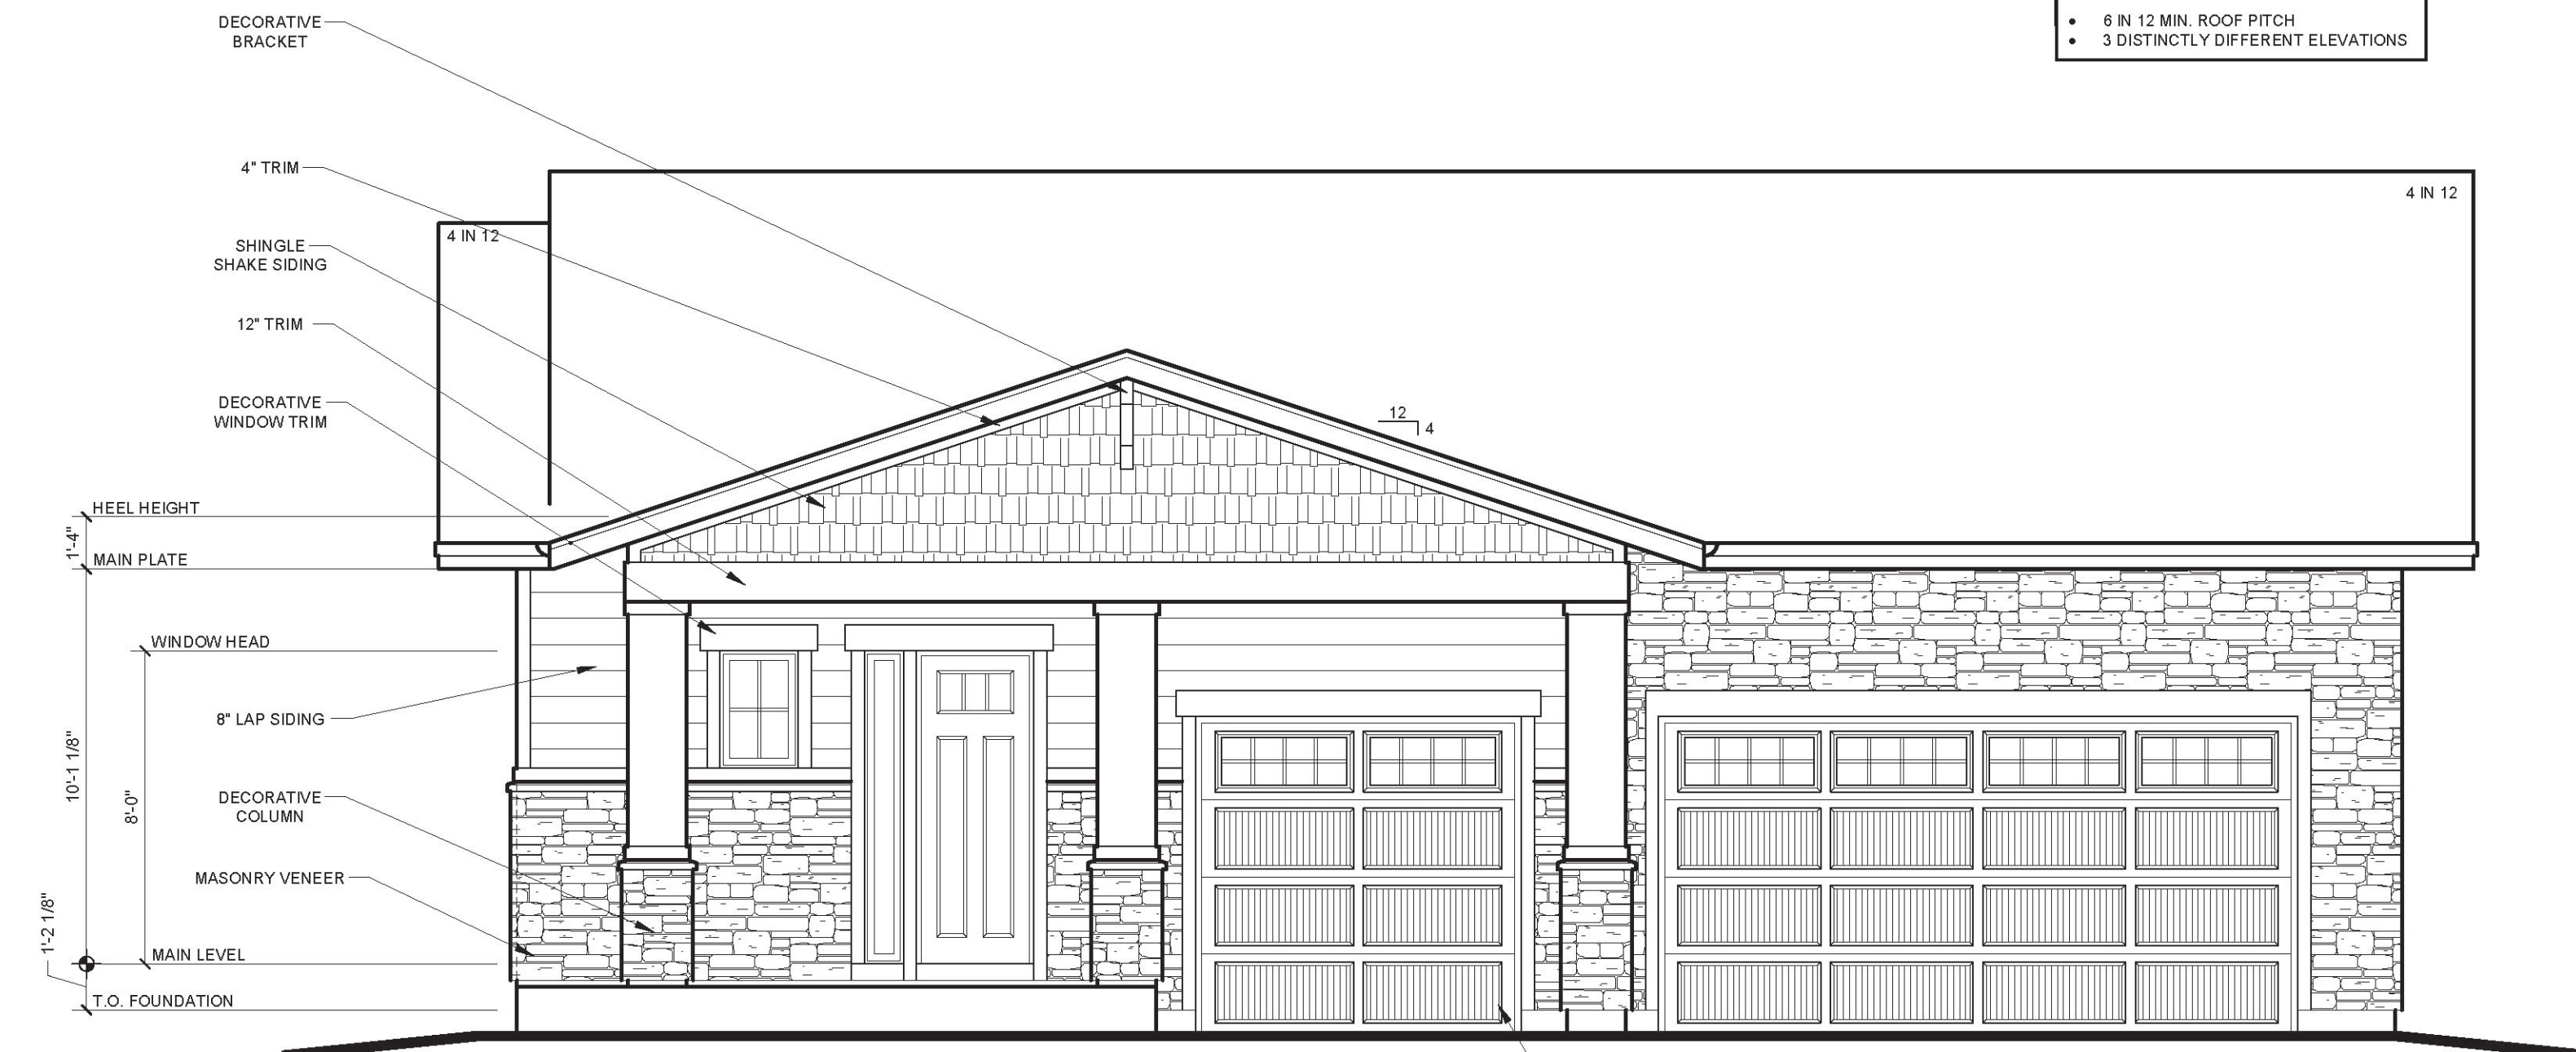 DECORATIVE
BRACKET
• 6 IN 12 MIN. ROOF PITCH
• 3 DISTINCTLY DIFFERENT ELEVATIONS
4" TRIM
4 IN 12
4 IN 12
SHINGLE
SHAKE SIDING
12" TRIM
DECORATIVE
WINDOW TRIM
12
4
HEEL HEIGHT
1'-4"
MAIN PLATE
WINDOW HEAD
8" LAP SIDING
10'-1 1/8"
8'-0"
DECORATIVE
COLUMN
MASONRY VENEER
1'-2 1/8"
MAIN LEVEL
T.O. FOUNDATION